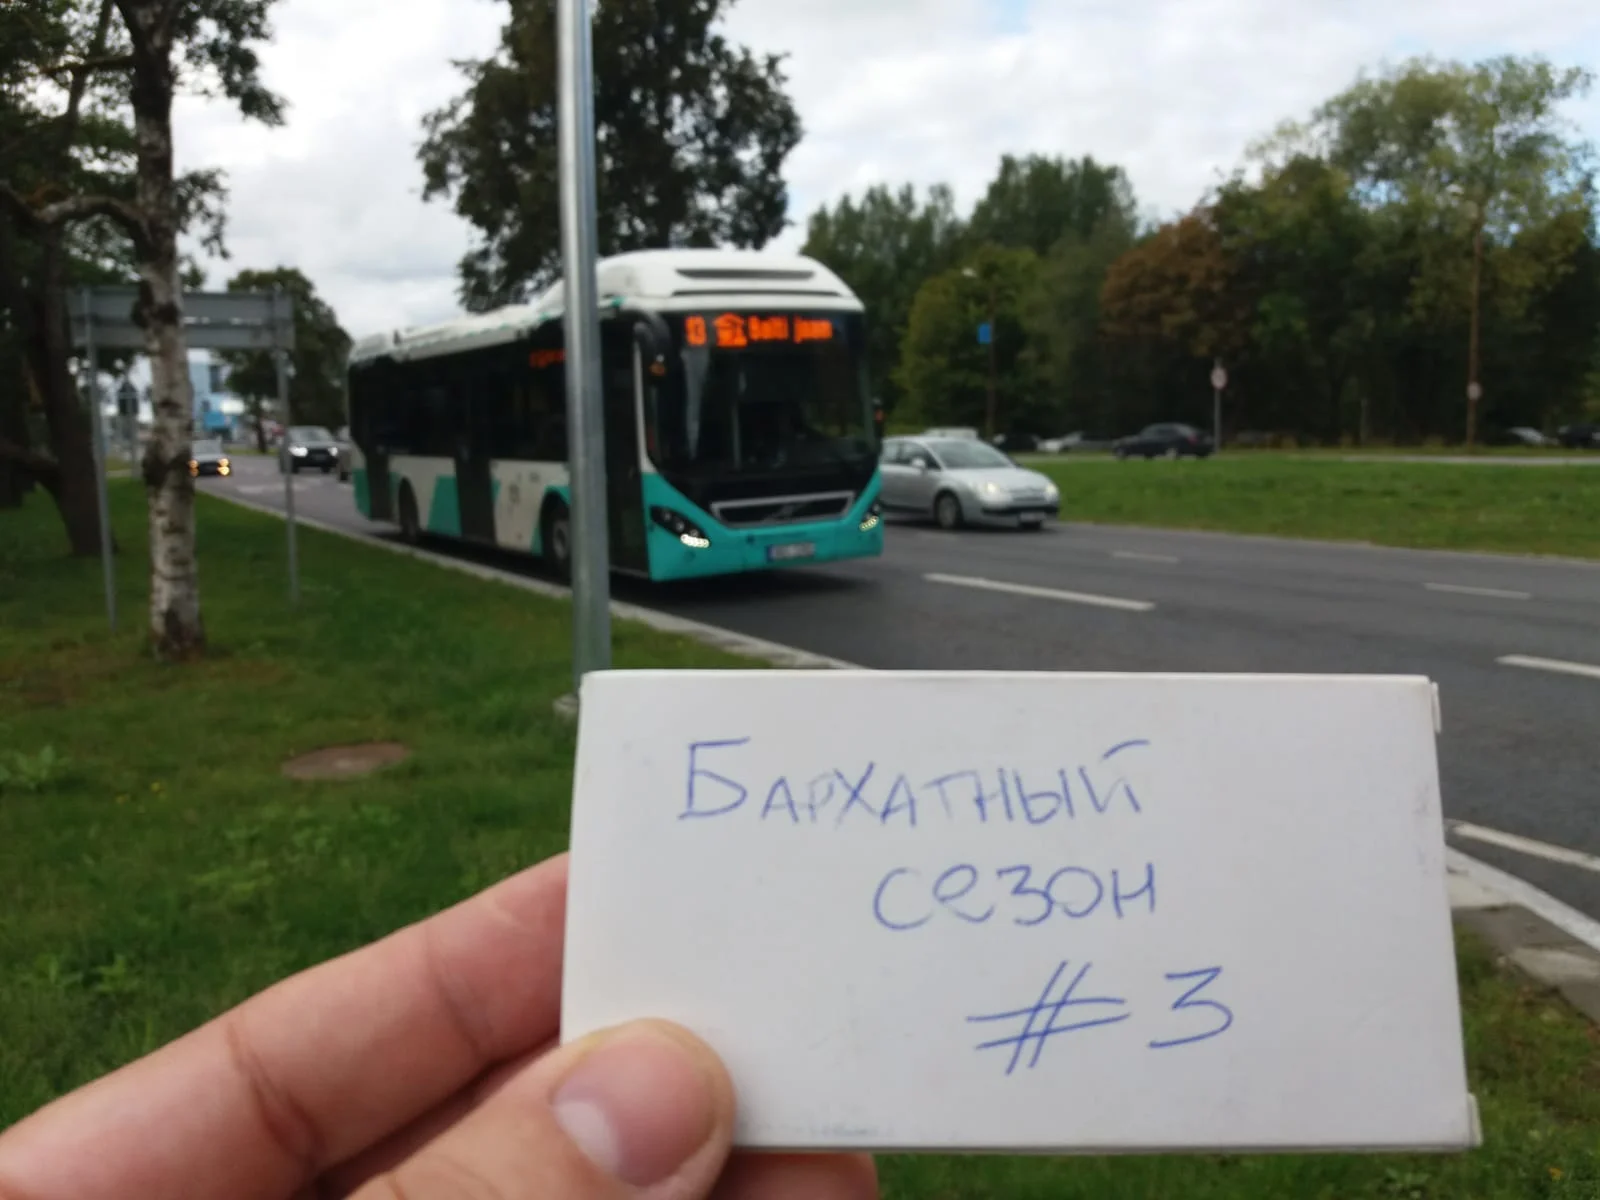 Balti jaam
Бархатный
сезон
# 3